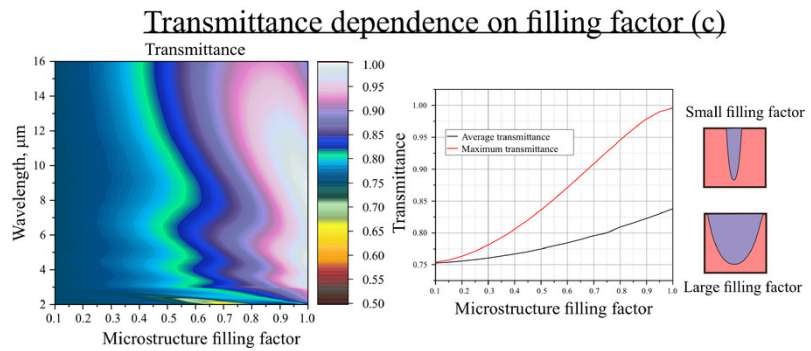 Transmittance dependence on filling factor (c)
Transmittance
16
14
12
10
8
6
4
2
Wavelength, μm
0.1 0.2 0.3 0.4 0.5 0.6 0.7 0.8 0.9 1.0
Microstructure filling factor
1.00
0.95
0.90
0.85
0.80
0.75
0.70
0.65
0.60
0.55
0.50
Transmittance
1.00
0.95
0.90
0.85
0.80
0.75
Average transmittance
Maximum transmittance
0.1 0.2 0.3 0.4 0.5 0.6 0.7 0.8 0.9 1.0
Microstructure filling factor
Small filling factor
Large filling factor